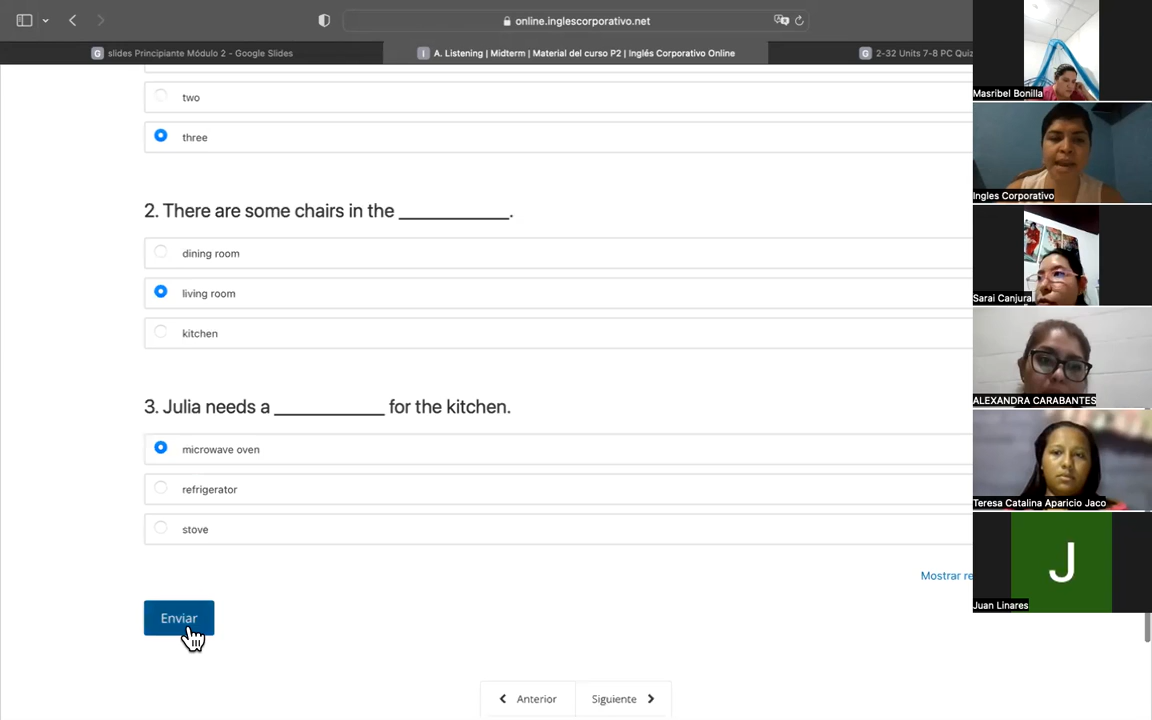 online.inglescorporativo.net
slides Principiante Módulo 2 - Google Slides
A. Listening | Midterm | Material del curso P2 | Inglés Corporativo Online
2-32 Units 7-8 PC Quiz
two
three
2. There are some chairs in the ___________.
dining room
living room
kitchen
3. Julia needs a ___________ for the kitchen.
microwave oven
refrigerator
stove
Mostrar re
Enviar
Anterior
Siguiente
Masribel Bonilla
Ingles Corporativo
Sarai Canjura
ALEXANDRA CARABANTES
Teresa Catalina Aparicio Jaco
J
Juan Linares